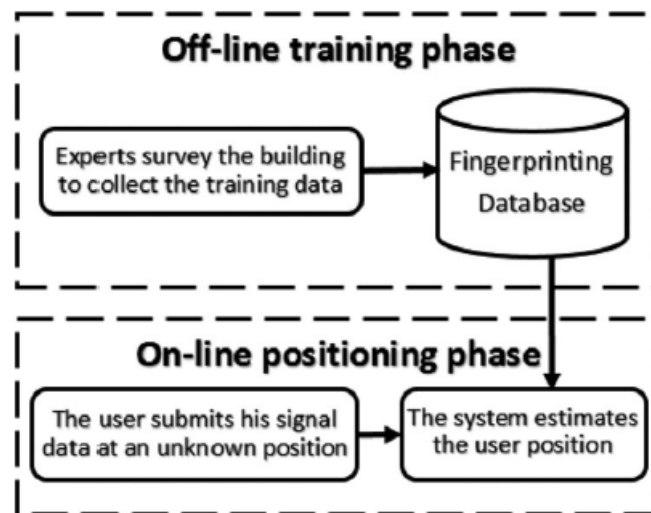 Off-line training phase
Experts survey the building
to collect the training data
Fingerprinting
Database
On-line positioning phase
The user submits his signal
data at an unknown position
The system estimates
the user position